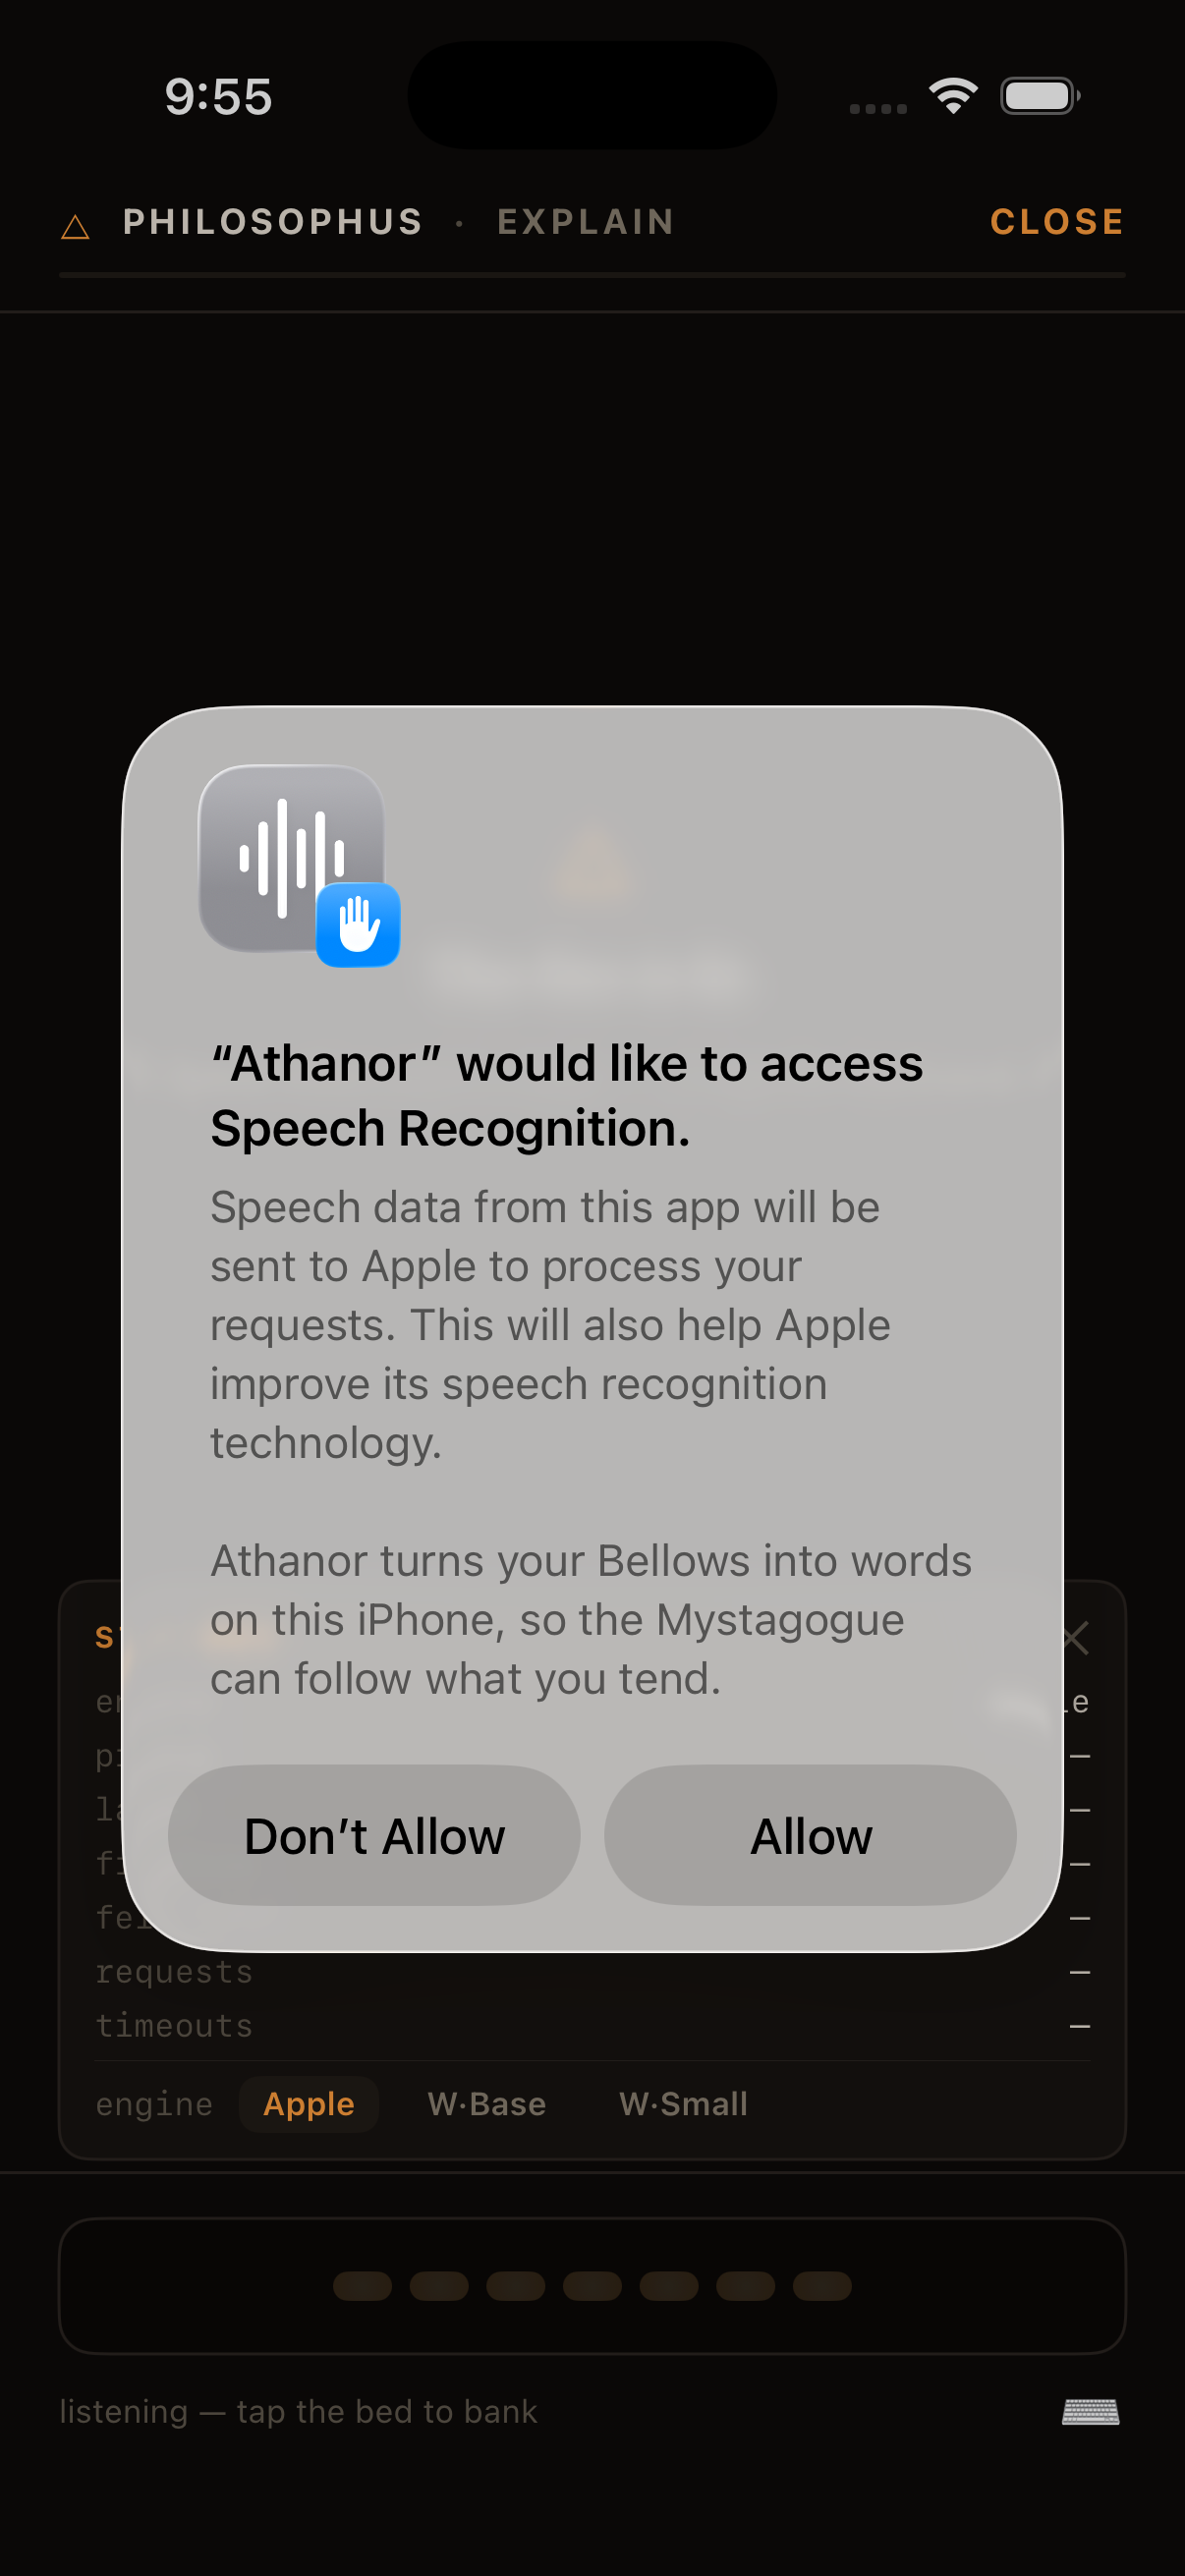 9:55
△ PHILOSOPHUS · EXPLAIN CLOSE
“Athanor” would like to access
Speech Recognition.
Speech data from this app will be
sent to Apple to process your
requests. This will also help Apple
improve its speech recognition
technology.
Athanor turns your Bellows into words
on this iPhone, so the Mystagogue
can follow what you tend.
Don’t Allow Allow
requests —
timeouts —
engine Apple W·Base W·Small
listening — tap the bed to bank